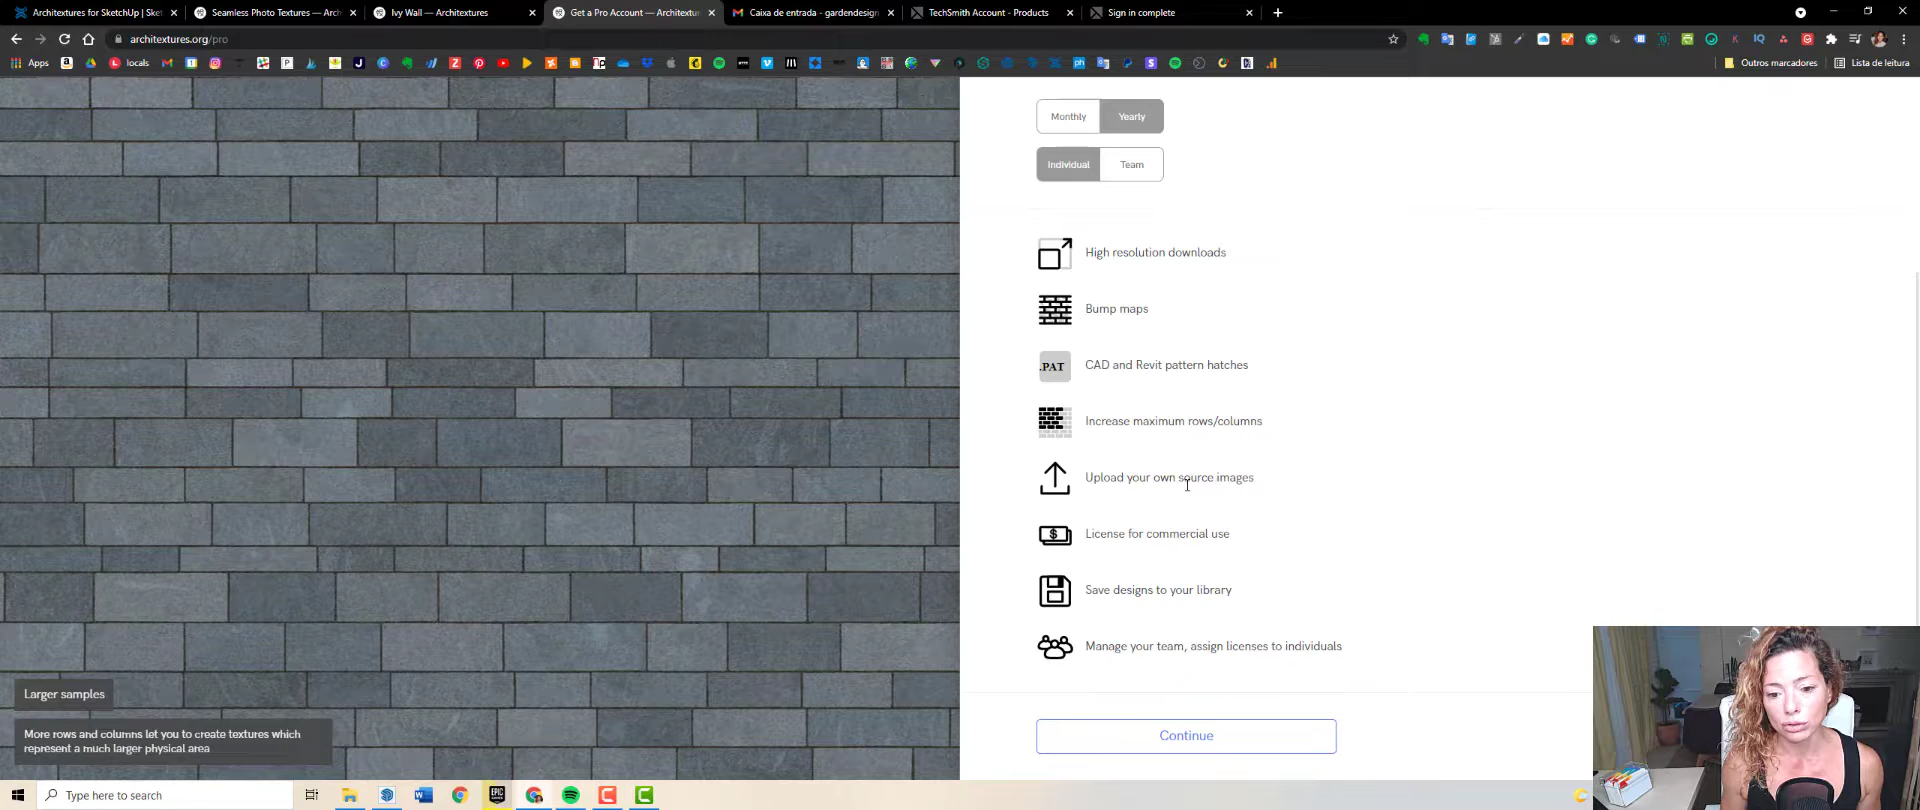 Architextures for SketchUp | Sket
Seamless Photo Textures — Arch
Ivy Wall — Architextures
Get a Pro Account — Architextur
Caixa de entrada - gardendesign
TechSmith Account - Products
Sign in complete
architextures.org/pro
Apps
locals
Outros marcadores
Lista de leitura
Monthly
Yearly
Individual
Team
High resolution downloads
Bump maps
.PAT
CAD and Revit pattern hatches
Increase maximum rows/columns
Upload your own source images
$
License for commercial use
Save designs to your library
Manage your team, assign licenses to individuals
Continue
Larger samples
More rows and columns let you to create textures which
represent a much larger physical area
Type here to search